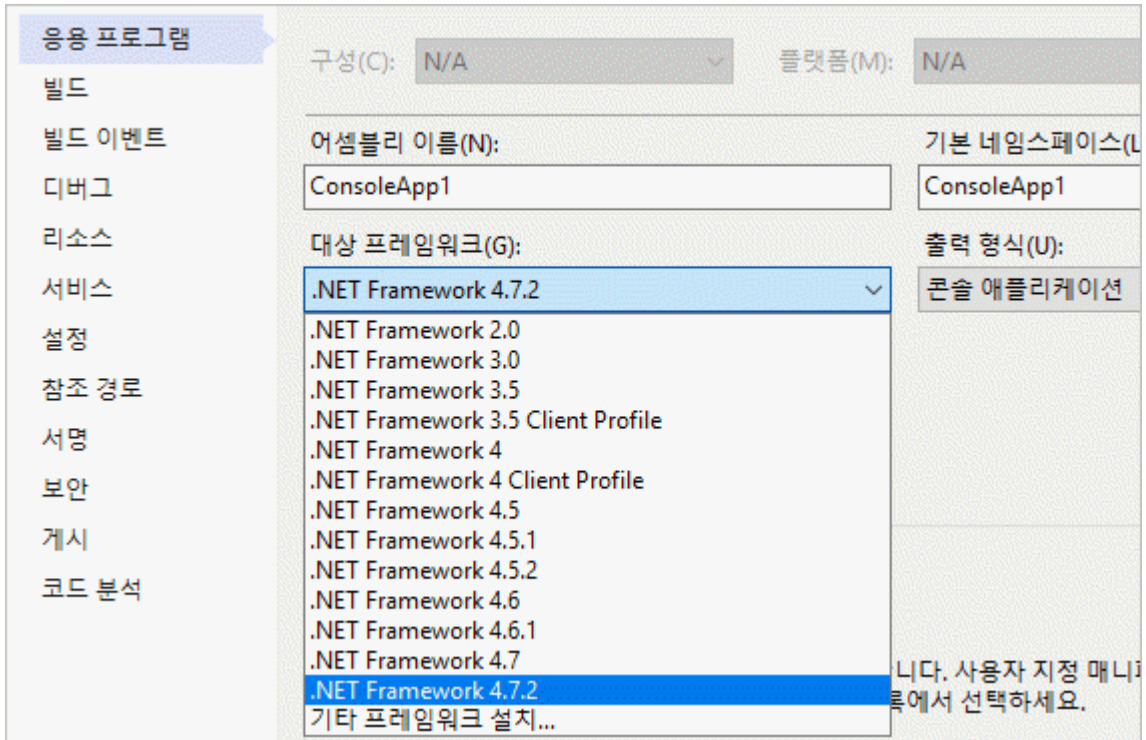 응용 프로그램
빌드
빌드 이벤트
디버그
리소스
서비스
설정
참조 경로
서명
보안
게시
코드 분석
구성(C): N/A 플랫폼(M): N/A
어셈블리 이름(N): 기본 네임스페이스(L
ConsoleApp1 ConsoleApp1
대상 프레임워크(G): 출력 형식(U):
.NET Framework 4.7.2 콘솔 애플리케이션
.NET Framework 2.0
.NET Framework 3.0
.NET Framework 3.5
.NET Framework 3.5 Client Profile
.NET Framework 4
.NET Framework 4 Client Profile
.NET Framework 4.5
.NET Framework 4.5.1
.NET Framework 4.5.2
.NET Framework 4.6
.NET Framework 4.6.1
.NET Framework 4.7
.NET Framework 4.7.2
기타 프레임워크 설치...
니다. 사용자 지정 매니
에서 선택하세요.